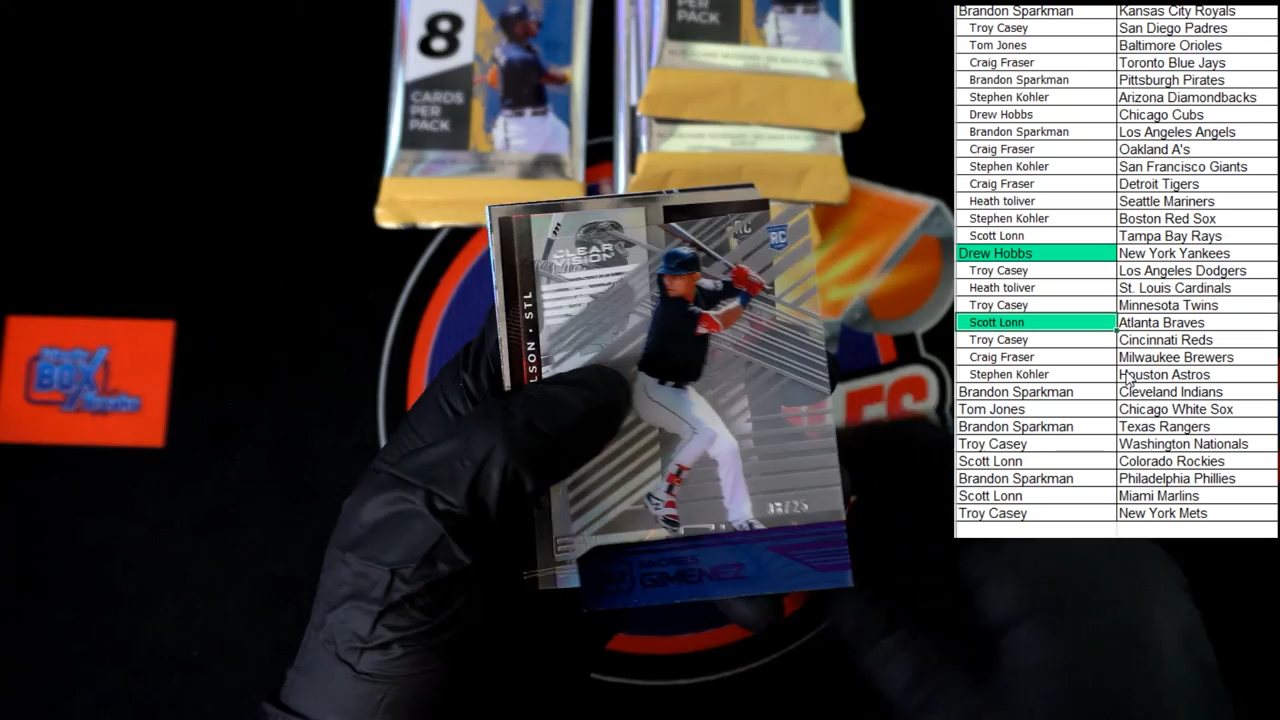 8
CARDS
PER
PACK
PER
PACK
CLEAR
VISION
RC
RC
LSON · STL
03/25
ANDRES
GIMENEZ
BOX
Brandon Sparkman Kansas City Royals
Troy Casey San Diego Padres
Tom Jones Baltimore Orioles
Craig Fraser Toronto Blue Jays
Brandon Sparkman Pittsburgh Pirates
Stephen Kohler Arizona Diamondbacks
Drew Hobbs Chicago Cubs
Brandon Sparkman Los Angeles Angels
Craig Fraser Oakland A's
Stephen Kohler San Francisco Giants
Craig Fraser Detroit Tigers
Heath toliver Seattle Mariners
Stephen Kohler Boston Red Sox
Scott Lonn Tampa Bay Rays
Drew Hobbs New York Yankees
Troy Casey Los Angeles Dodgers
Heath toliver St. Louis Cardinals
Troy Casey Minnesota Twins
Scott Lonn Atlanta Braves
Troy Casey Cincinnati Reds
Craig Fraser Milwaukee Brewers
Stephen Kohler Houston Astros
Brandon Sparkman Cleveland Indians
Tom Jones Chicago White Sox
Brandon Sparkman Texas Rangers
Troy Casey Washington Nationals
Scott Lonn Colorado Rockies
Brandon Sparkman Philadelphia Phillies
Scott Lonn Miami Marlins
Troy Casey New York Mets